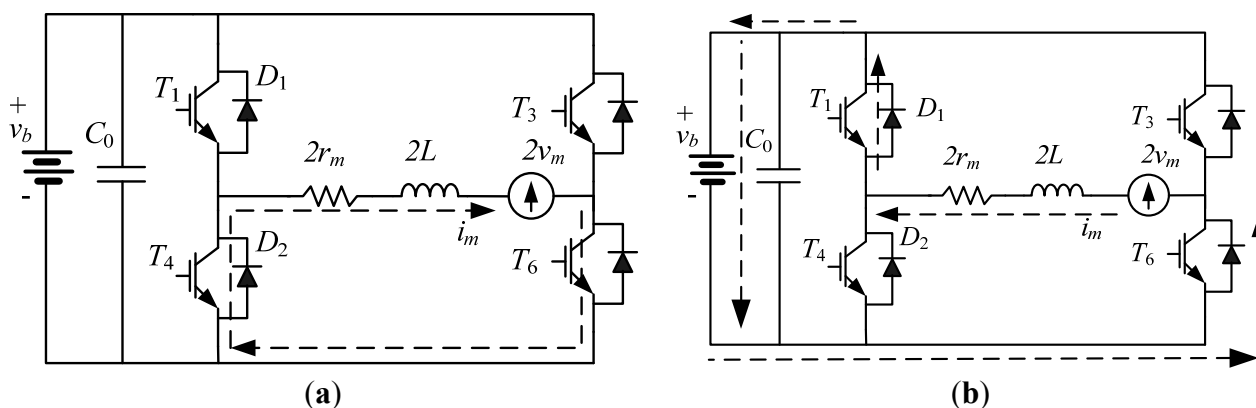 +
v_b
-
C_0
T_1
D_1
T_3
2r_m
2L
2v_m
i_m
T_4
D_2
T_6
(a)
+
v_b
-
C_0
T_1
D_1
T_3
2r_m
2L
2v_m
i_m
T_4
D_2
T_6
(b)